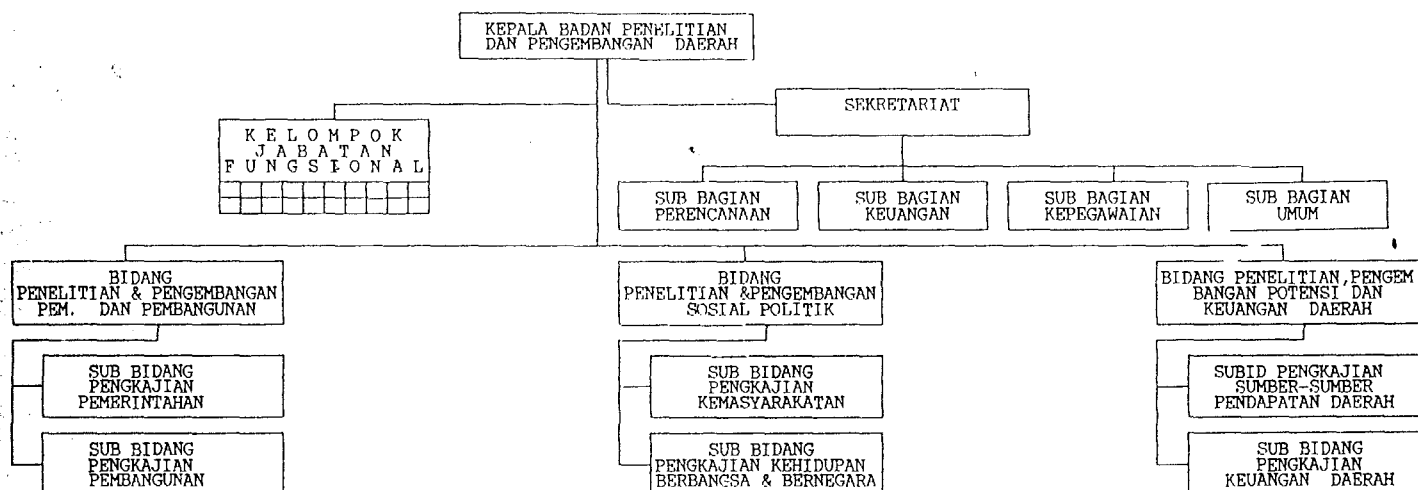 KEPALA BADAN PENELITIAN
DAN PENGEMBANGAN DAERAH
SEKRETARIAT
K E L O M P O K
J A B A T A N
F U N G S I O N A L
SUB BAGIAN
PERENCANAAN
SUB BAGIAN
KEUANGAN
SUB BAGIAN
KEPEGAWAIAN
SUB BAGIAN
UMUM
BIDANG
PENELITIAN & PENGEMBANGAN
PEM. DAN PEMBANGUNAN
BIDANG
PENELITIAN &PENGEMBANGAN
SOSIAL POLITIK
BIDANG PENELITIAN,PENGEM
BANGAN POTENSI DAN
KEUANGAN DAERAH
SUB BIDANG
PENGKAJIAN
PEMERINTAHAN
SUB BIDANG
PENGKAJIAN
KEMASYARAKATAN
SUBID PENGKAJIAN
SUMBER-SUMBER
PENDAPATAN DAERAH
SUB BIDANG
PENGKAJIAN
PEMBANGUNAN
SUB BIDANG
PENGKAJIAN KEHIDUPAN
BERBANGSA & BERNEGARA
SUB BIDANG
PENGKAJIAN
KEUANGAN DAERAH